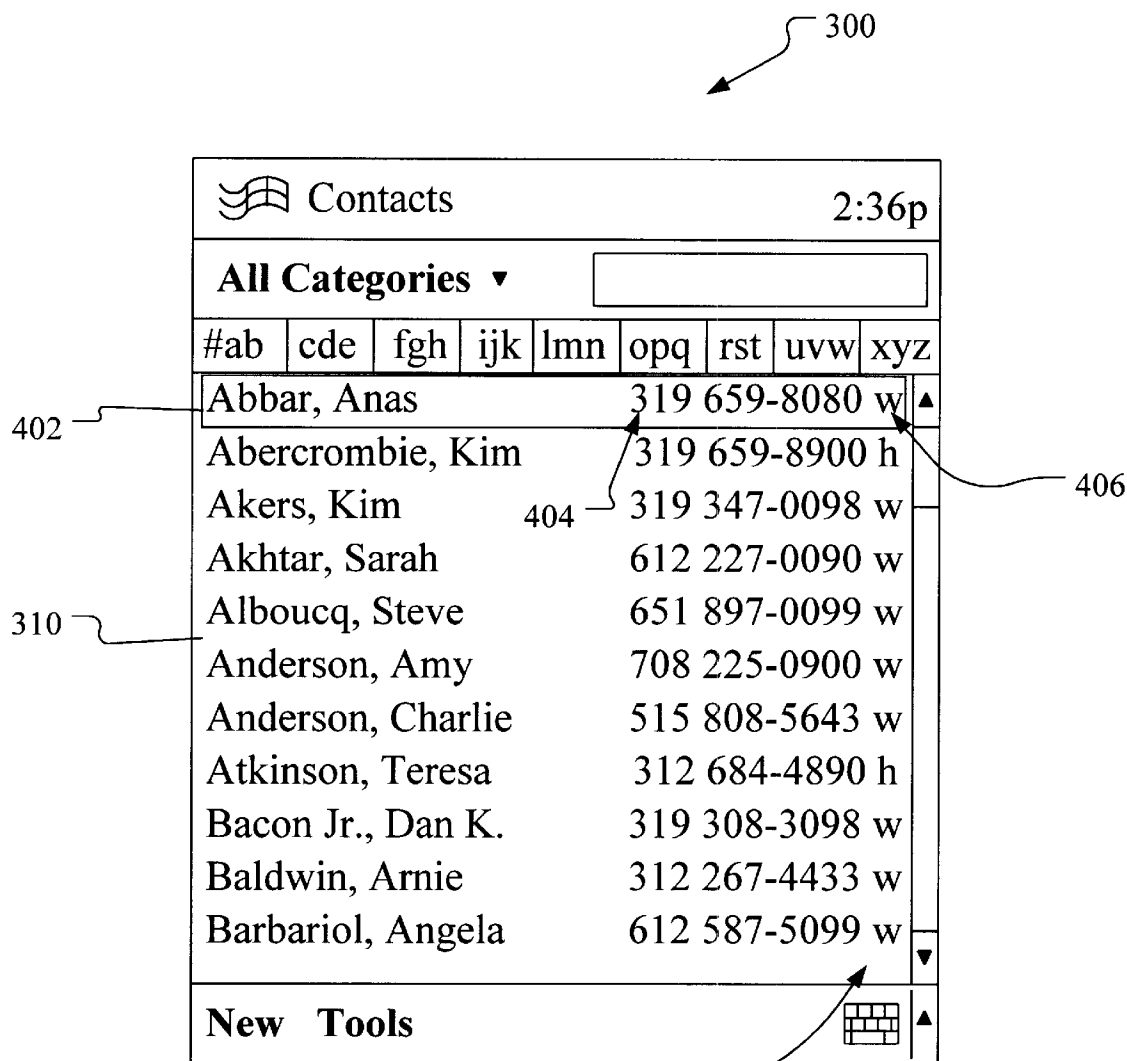 300
Contacts 2:36p
All Categories ▼
#ab cde fgh ijk lmn opq rst uvw xyz
Abbar, Anas 319 659-8080 w
402
Abercrombie, Kim 319 659-8900 h
406
Akers, Kim 319 347-0098 w
404
Akhtar, Sarah 612 227-0090 w
Alboucq, Steve 651 897-0099 w
310
Anderson, Amy 708 225-0900 w
Anderson, Charlie 515 808-5643 w
Atkinson, Teresa 312 684-4890 h
Bacon Jr., Dan K. 319 308-3098 w
Baldwin, Arnie 312 267-4433 w
Barbariol, Angela 612 587-5099 w
New Tools